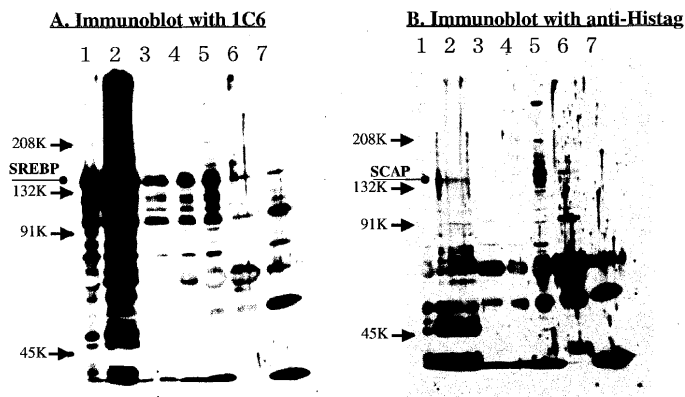 A. Immunoblot with 1C6
1 2 3 4 5 6 7
208K
SREBP
132K
91K
45K
B. Immunoblot with anti-Histag
1 2 3 4 5 6 7
208K
SCAP
132K
91K
45K